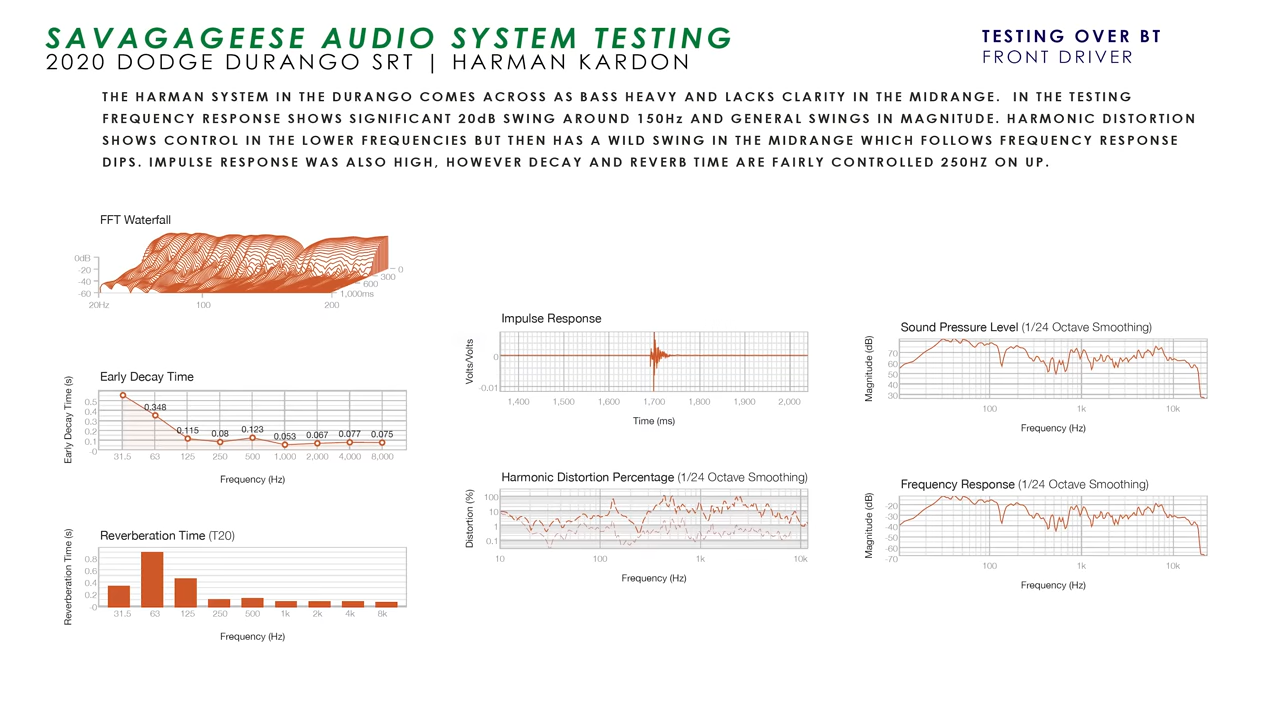 SAVAGAGEESE AUDIO SYSTEM TESTING
2020 DODGE DURANGO SRT | HARMAN KARDON
TESTING OVER BT
FRONT DRIVER
THE HARMAN SYSTEM IN THE DURANGO COMES ACROSS AS BASS HEAVY AND LACKS CLARITY IN THE MIDRANGE. IN THE TESTING
FREQUENCY RESPONSE SHOWS SIGNIFICANT 20dB SWING AROUND 150Hz AND GENERAL SWINGS IN MAGNITUDE. HARMONIC DISTORTION
SHOWS CONTROL IN THE LOWER FREQUENCIES BUT THEN HAS A WILD SWING IN THE MIDRANGE WHICH FOLLOWS FREQUENCY RESPONSE
DIPS. IMPULSE RESPONSE WAS ALSO HIGH, HOWEVER DECAY AND REVERB TIME ARE FAIRLY CONTROLLED 250HZ ON UP.
FFT Waterfall
0dB
-20
-40
-60
0
300
600
1,000ms
20Hz 100 200
Early Decay Time
Early Decay Time (s)
0.5
0.4
0.3
0.2
0.1
-0
0.348 0.115 0.08 0.123 0.053 0.067 0.077 0.075
31.5 63 125 250 500 1,000 2,000 4,000 8,000
Frequency (Hz)
Reverberation Time (T20)
Reverberation Time (s)
0.8
0.6
0.4
0.2
-0
31.5 63 125 250 500 1k 2k 4k 8k
Frequency (Hz)
Impulse Response
Volts/Volts
0
-0.01
1,400 1,500 1,600 1,700 1,800 1,900 2,000
Time (ms)
Harmonic Distortion Percentage (1/24 Octave Smoothing)
Distortion (%)
100
10
1
0.1
10 100 1k 10k
Frequency (Hz)
Sound Pressure Level (1/24 Octave Smoothing)
Magnitude (dB)
70
60
50
40
30
100 1k 10k
Frequency (Hz)
Frequency Response (1/24 Octave Smoothing)
Magnitude (dB)
-20
-30
-40
-50
-60
-70
100 1k 10k
Frequency (Hz)